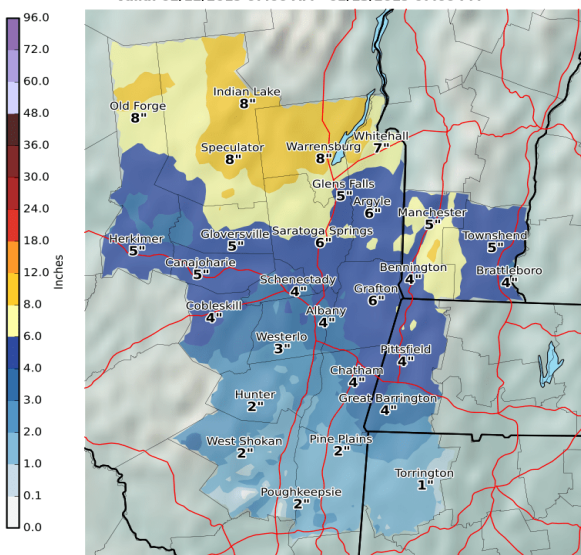 96.0
72.0
60.0
48.0
36.0
30.0
24.0
18.0
12.0
8.0
6.0
4.0
3.0
2.0
1.0
0.1
0.0
Inches
Old Forge
8"
Indian Lake
8"
Speculator
8"
Warrensburg
8"
Whitehall
7"
Glens Falls
5"
Argyle
6"
Manchester
5"
Townshend
5"
Herkimer
5"
Gloversville
5"
Saratoga Springs
6"
Canajoharie
5"
Schenectady
4"
Bennington
4"
Brattleboro
4"
Grafton
6"
Cobleskill
4"
Albany
4"
Westerlo
3"
Pittsfield
4"
Chatham
4"
Hunter
2"
Great Barrington
4"
West Shokan
2"
Pine Plains
2"
Torrington
1"
Poughkeepsie
2"